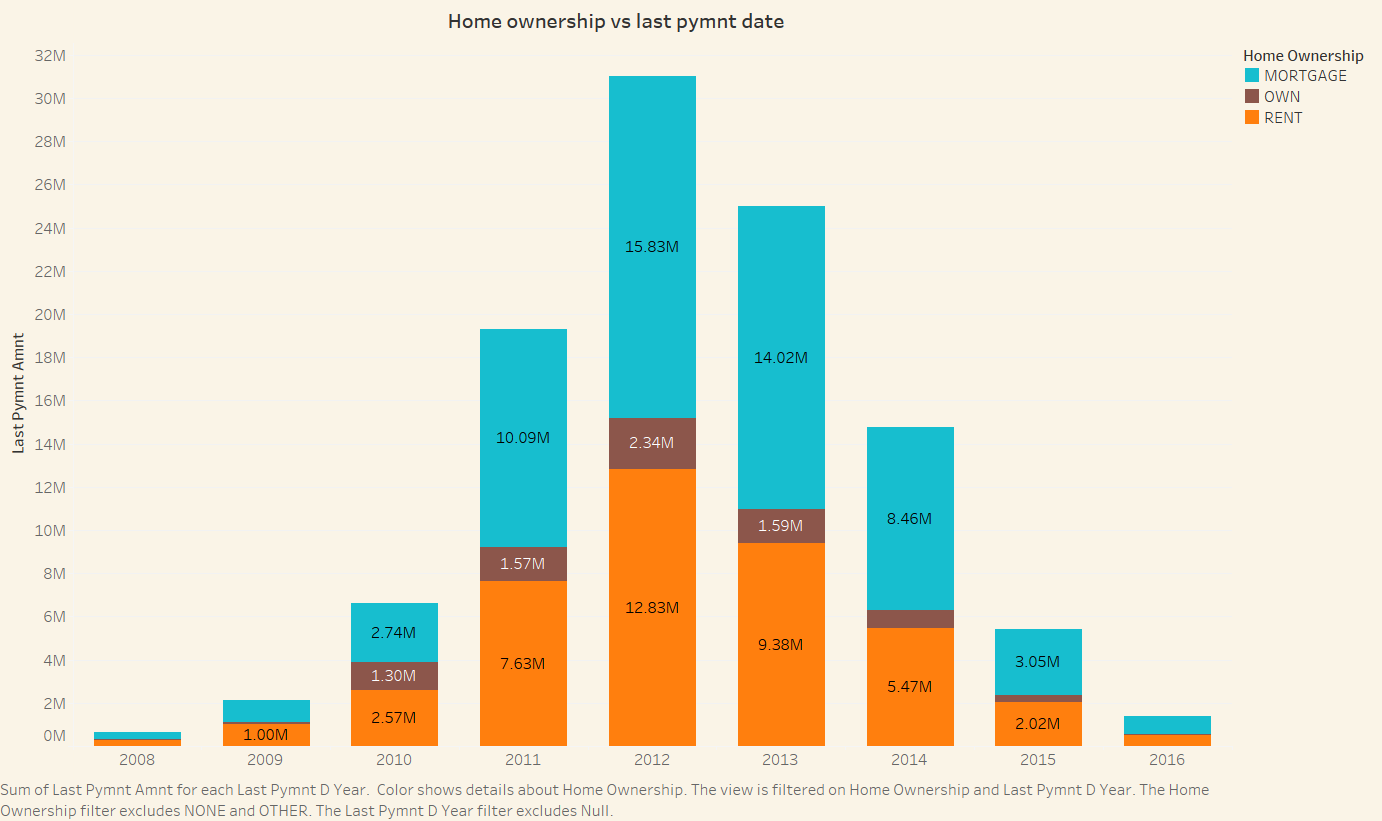 Home ownership vs last pymnt date
Home Ownership
MORTGAGE
OWN
RENT
Last Pymnt Amnt
32M
30M
28M
26M
24M
22M
20M
18M
16M
14M
12M
10M
8M
6M
4M
2M
0M
1.00M
2.74M
1.30M
2.57M
10.09M
1.57M
7.63M
15.83M
2.34M
12.83M
14.02M
1.59M
9.38M
8.46M
5.47M
3.05M
2.02M
2008 2009 2010 2011 2012 2013 2014 2015 2016
Sum of Last Pymnt Amnt for each Last Pymnt D Year. Color shows details about Home Ownership. The view is filtered on Home Ownership and Last Pymnt D Year. The Home
Ownership filter excludes NONE and OTHER. The Last Pymnt D Year filter excludes Null.